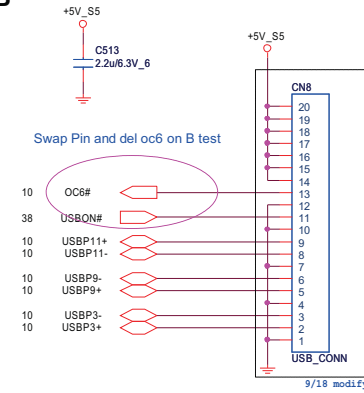 +5V_S5
C513
2.2u/6.3V_6
+5V_S5
CN8
Swap Pin and del oc6 on B test
20
19
18
17
16
15
14
10 OC6# 13
12
38 USBON# 11
10
10 USBP11+ 9
10 USBP11- 8
7
10 USBP9- 6
10 USBP9+ 5
4
10 USBP3- 3
10 USBP3+ 2
1
USB_CONN
9/18 modify